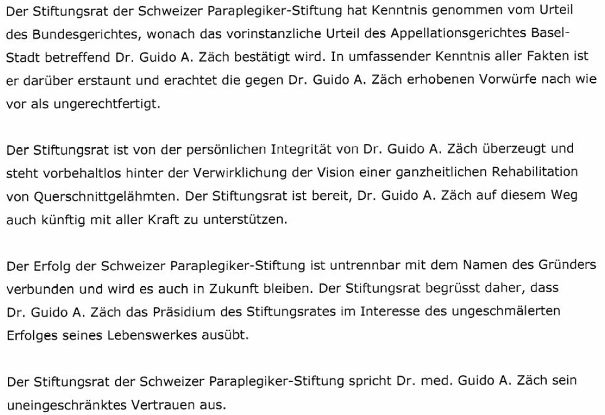 Der Stiftungsrat der Schweizer Paraplegiker-Stiftung hat Kenntnis genommen vom Urteil
des Bundesgerichtes, wonach das vorinstanzliche Urteil des Appellationsgerichtes Basel-
Stadt betreffend Dr. Guido A. Zäch bestätigt wird. In umfassender Kenntnis aller Fakten ist
er darüber erstaunt und erachtet die gegen Dr. Guido A. Zäch erhobenen Vorwürfe nach wie
vor als ungerechtfertigt.

Der Stiftungsrat ist von der persönlichen Integrität von Dr. Guido A. Zäch überzeugt und
steht vorbehaltlos hinter der Verwirklichung der Vision einer ganzheitlichen Rehabilitation
von Querschnittgelähmten. Der Stiftungsrat ist bereit, Dr. Guido A. Zäch auf diesem Weg
auch künftig mit aller Kraft zu unterstützen.

Der Erfolg der Schweizer Paraplegiker-Stiftung ist untrennbar mit dem Namen des Gründers
verbunden und wird es auch in Zukunft bleiben. Der Stiftungsrat begrüsst daher, dass
Dr. Guido A. Zäch das Präsidium des Stiftungsrates im Interesse des ungeschmälerten
Erfolges seines Lebenswerkes ausübt.

Der Stiftungsrat der Schweizer Paraplegiker-Stiftung spricht Dr. med. Guido A. Zäch sein
uneingeschränktes Vertrauen aus.